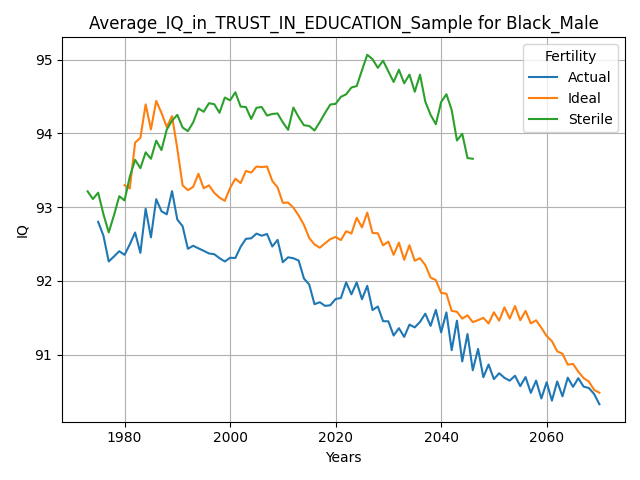 Average_IQ_in_TRUST_IN_EDUCATION_Sample for Black_Male
Fertility
Actual
Ideal
Sterile
IQ
95
94
93
92
91
1980
2000
2020
2040
2060
Years